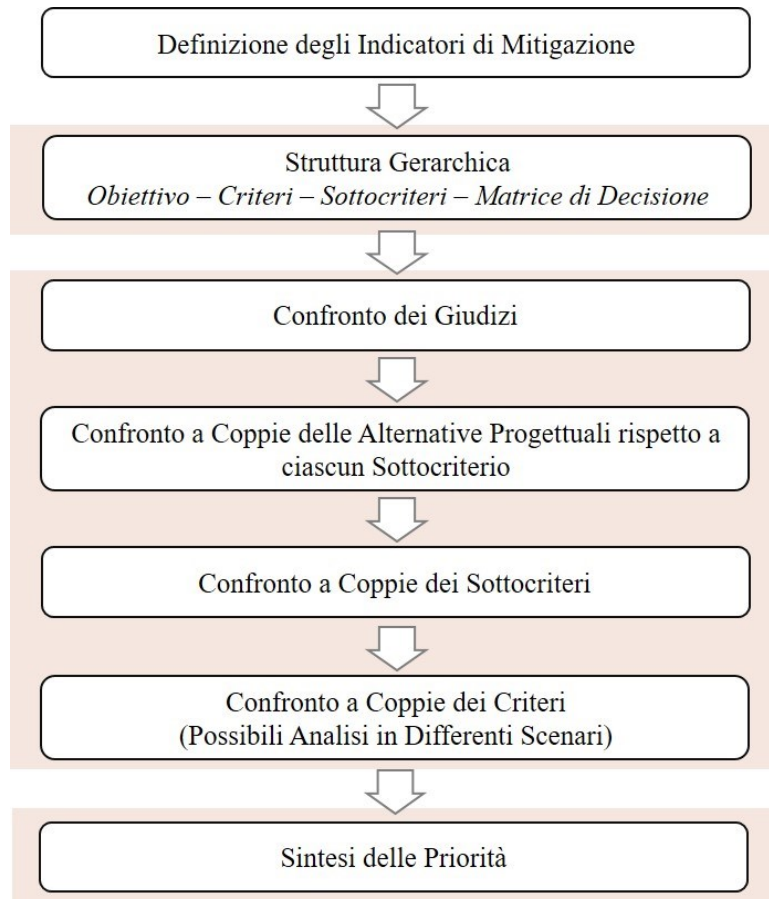 Definizione degli Indicatori di Mitigazione
Struttura Gerarchica
Obiettivo – Criteri – Sottocriteri – Matrice di Decisione
Confronto dei Giudizi
Confronto a Coppie delle Alternative Progettuali rispetto a
ciascun Sottocriterio
Confronto a Coppie dei Sottocriteri
Confronto a Coppie dei Criteri
(Possibili Analisi in Differenti Scenari)
Sintesi delle Priorità